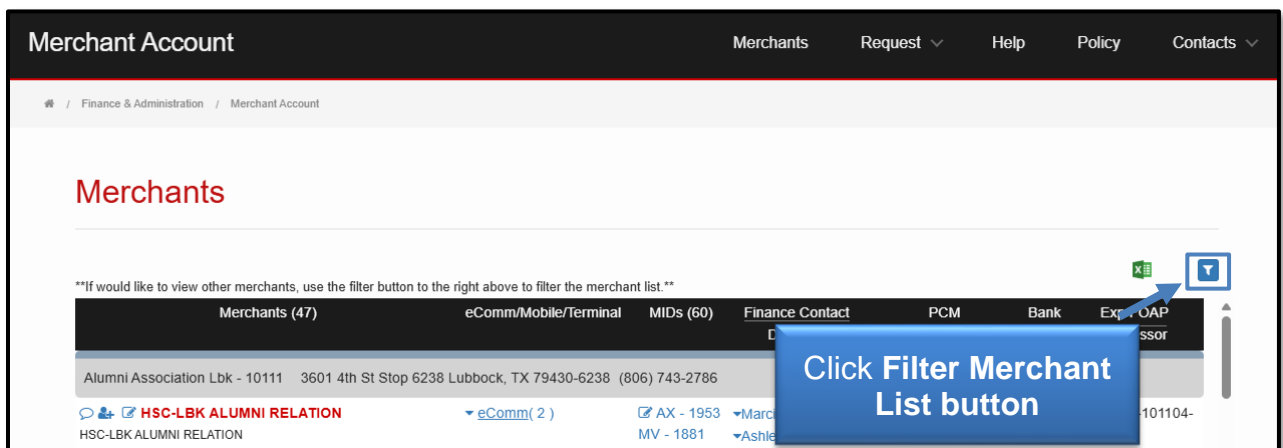 Merchant Account Merchants Request Help Policy Contacts
/ Finance & Administration / Merchant Account
Merchants
**If would like to view other merchants, use the filter button to the right above to filter the merchant list.**
Merchants (47) eComm/Mobile/Terminal MIDs (60) Finance Contact PCM Bank Exp FOAP
Alumni Association Lbk - 10111 3601 4th St Stop 6238 Lubbock, TX 79430-6238 (806) 743-2786
Click Filter Merchant
List button
HSC-LBK ALUMNI RELATION eComm( 2 ) AX - 1953 -101104-
HSC-LBK ALUMNI RELATION MV - 1881